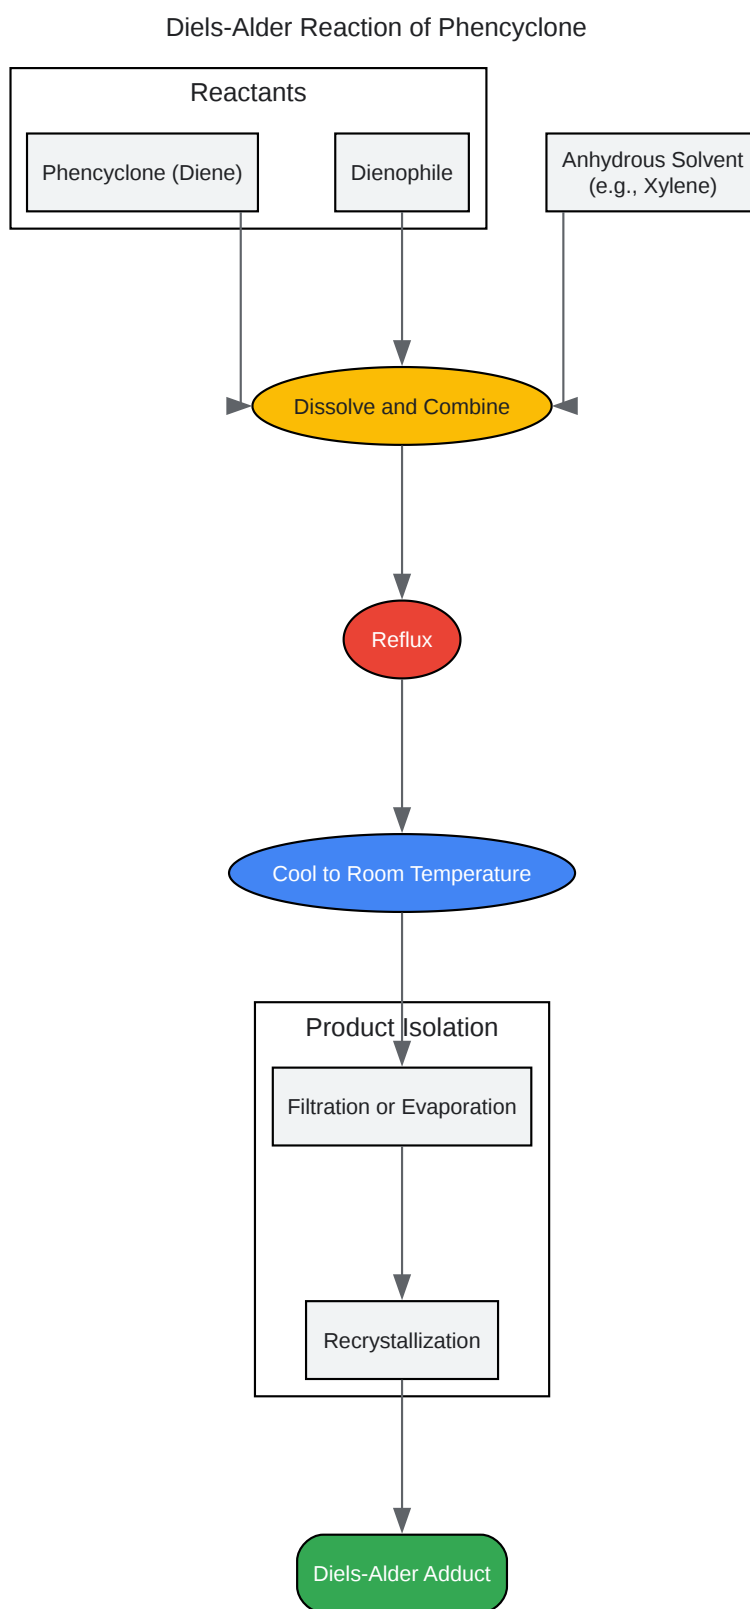 Diels-Alder Reaction of Phencyclone
Reactants
Phencyclone (Diene)
Dienophile
Anhydrous Solvent
(e.g., Xylene)
Dissolve and Combine
Reflux
Cool to Room Temperature
Product Isolation
Filtration or Evaporation
Recrystallization
Diels-Alder Adduct